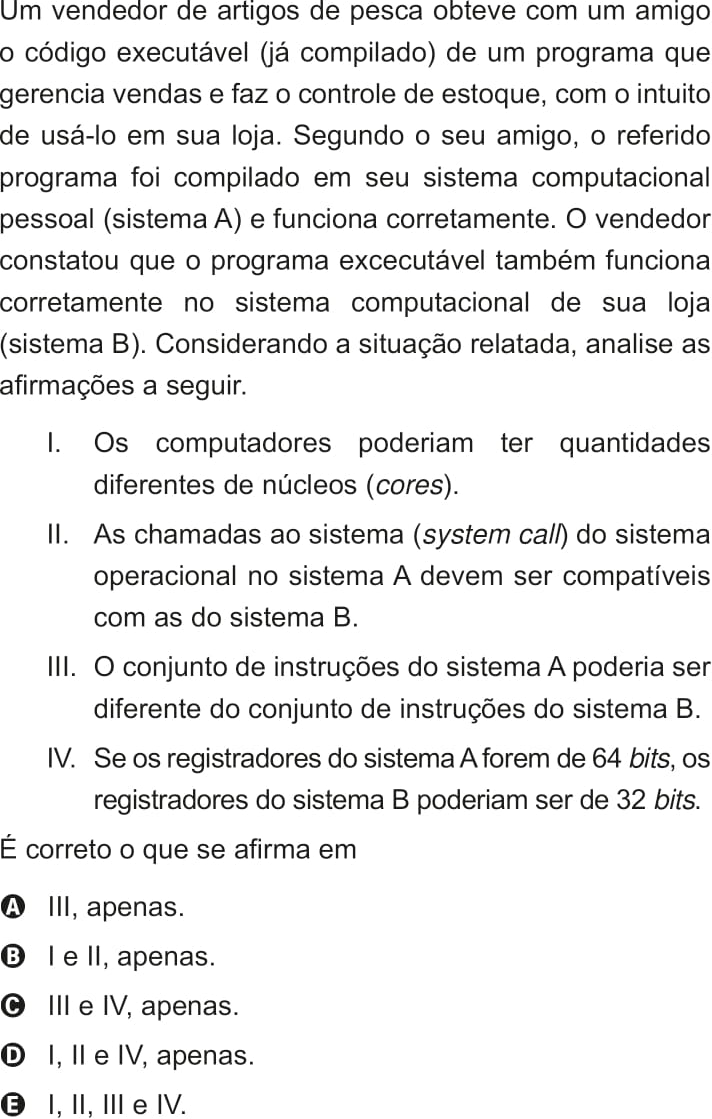 Um vendedor de artigos de pesca obteve com um amigo
o código executável (já compilado) de um programa que
gerencia vendas e faz o controle de estoque, com o intuito
de usá-lo em sua loja. Segundo o seu amigo, o referido
programa foi compilado em seu sistema computacional
pessoal (sistema A) e funciona corretamente. O vendedor
constatou que o programa excecutável também funciona
corretamente no sistema computacional de sua loja
(sistema B). Considerando a situação relatada, analise as
afirmações a seguir.
I. Os computadores poderiam ter quantidades
diferentes de núcleos (cores).
II. As chamadas ao sistema (system call) do sistema
operacional no sistema A devem ser compatíveis
com as do sistema B.
III. O conjunto de instruções do sistema A poderia ser
diferente do conjunto de instruções do sistema B.
IV. Se os registradores do sistema A forem de 64 bits, os
registradores do sistema B poderiam ser de 32 bits.
É correto o que se afirma em
A III, apenas.
B I e II, apenas.
C III e IV, apenas.
D I, II e IV, apenas.
E I, II, III e IV.